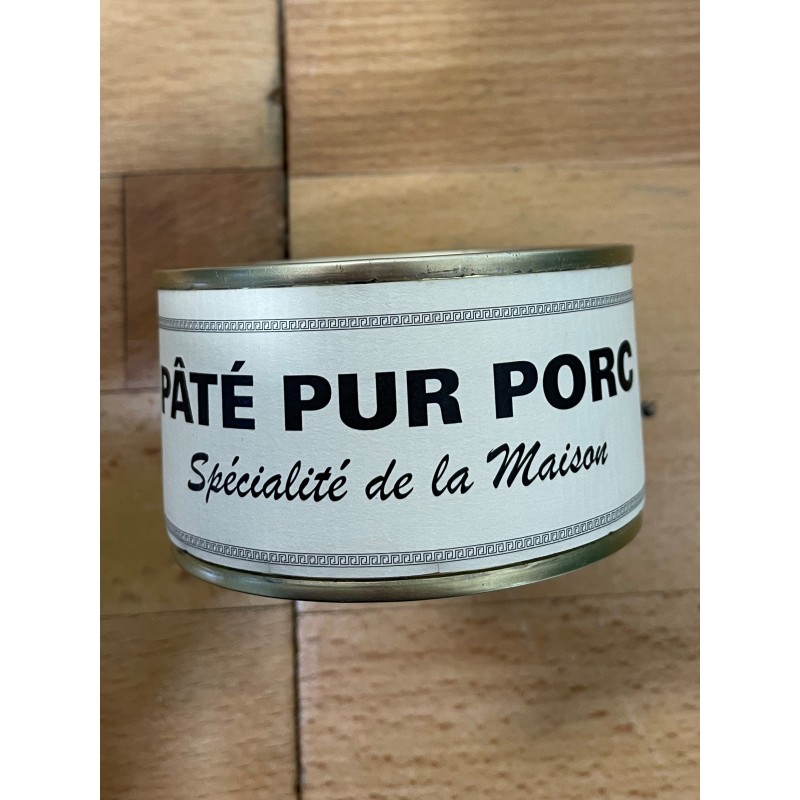 PÂTÉ PUR PORC
Spécialité de la Maison